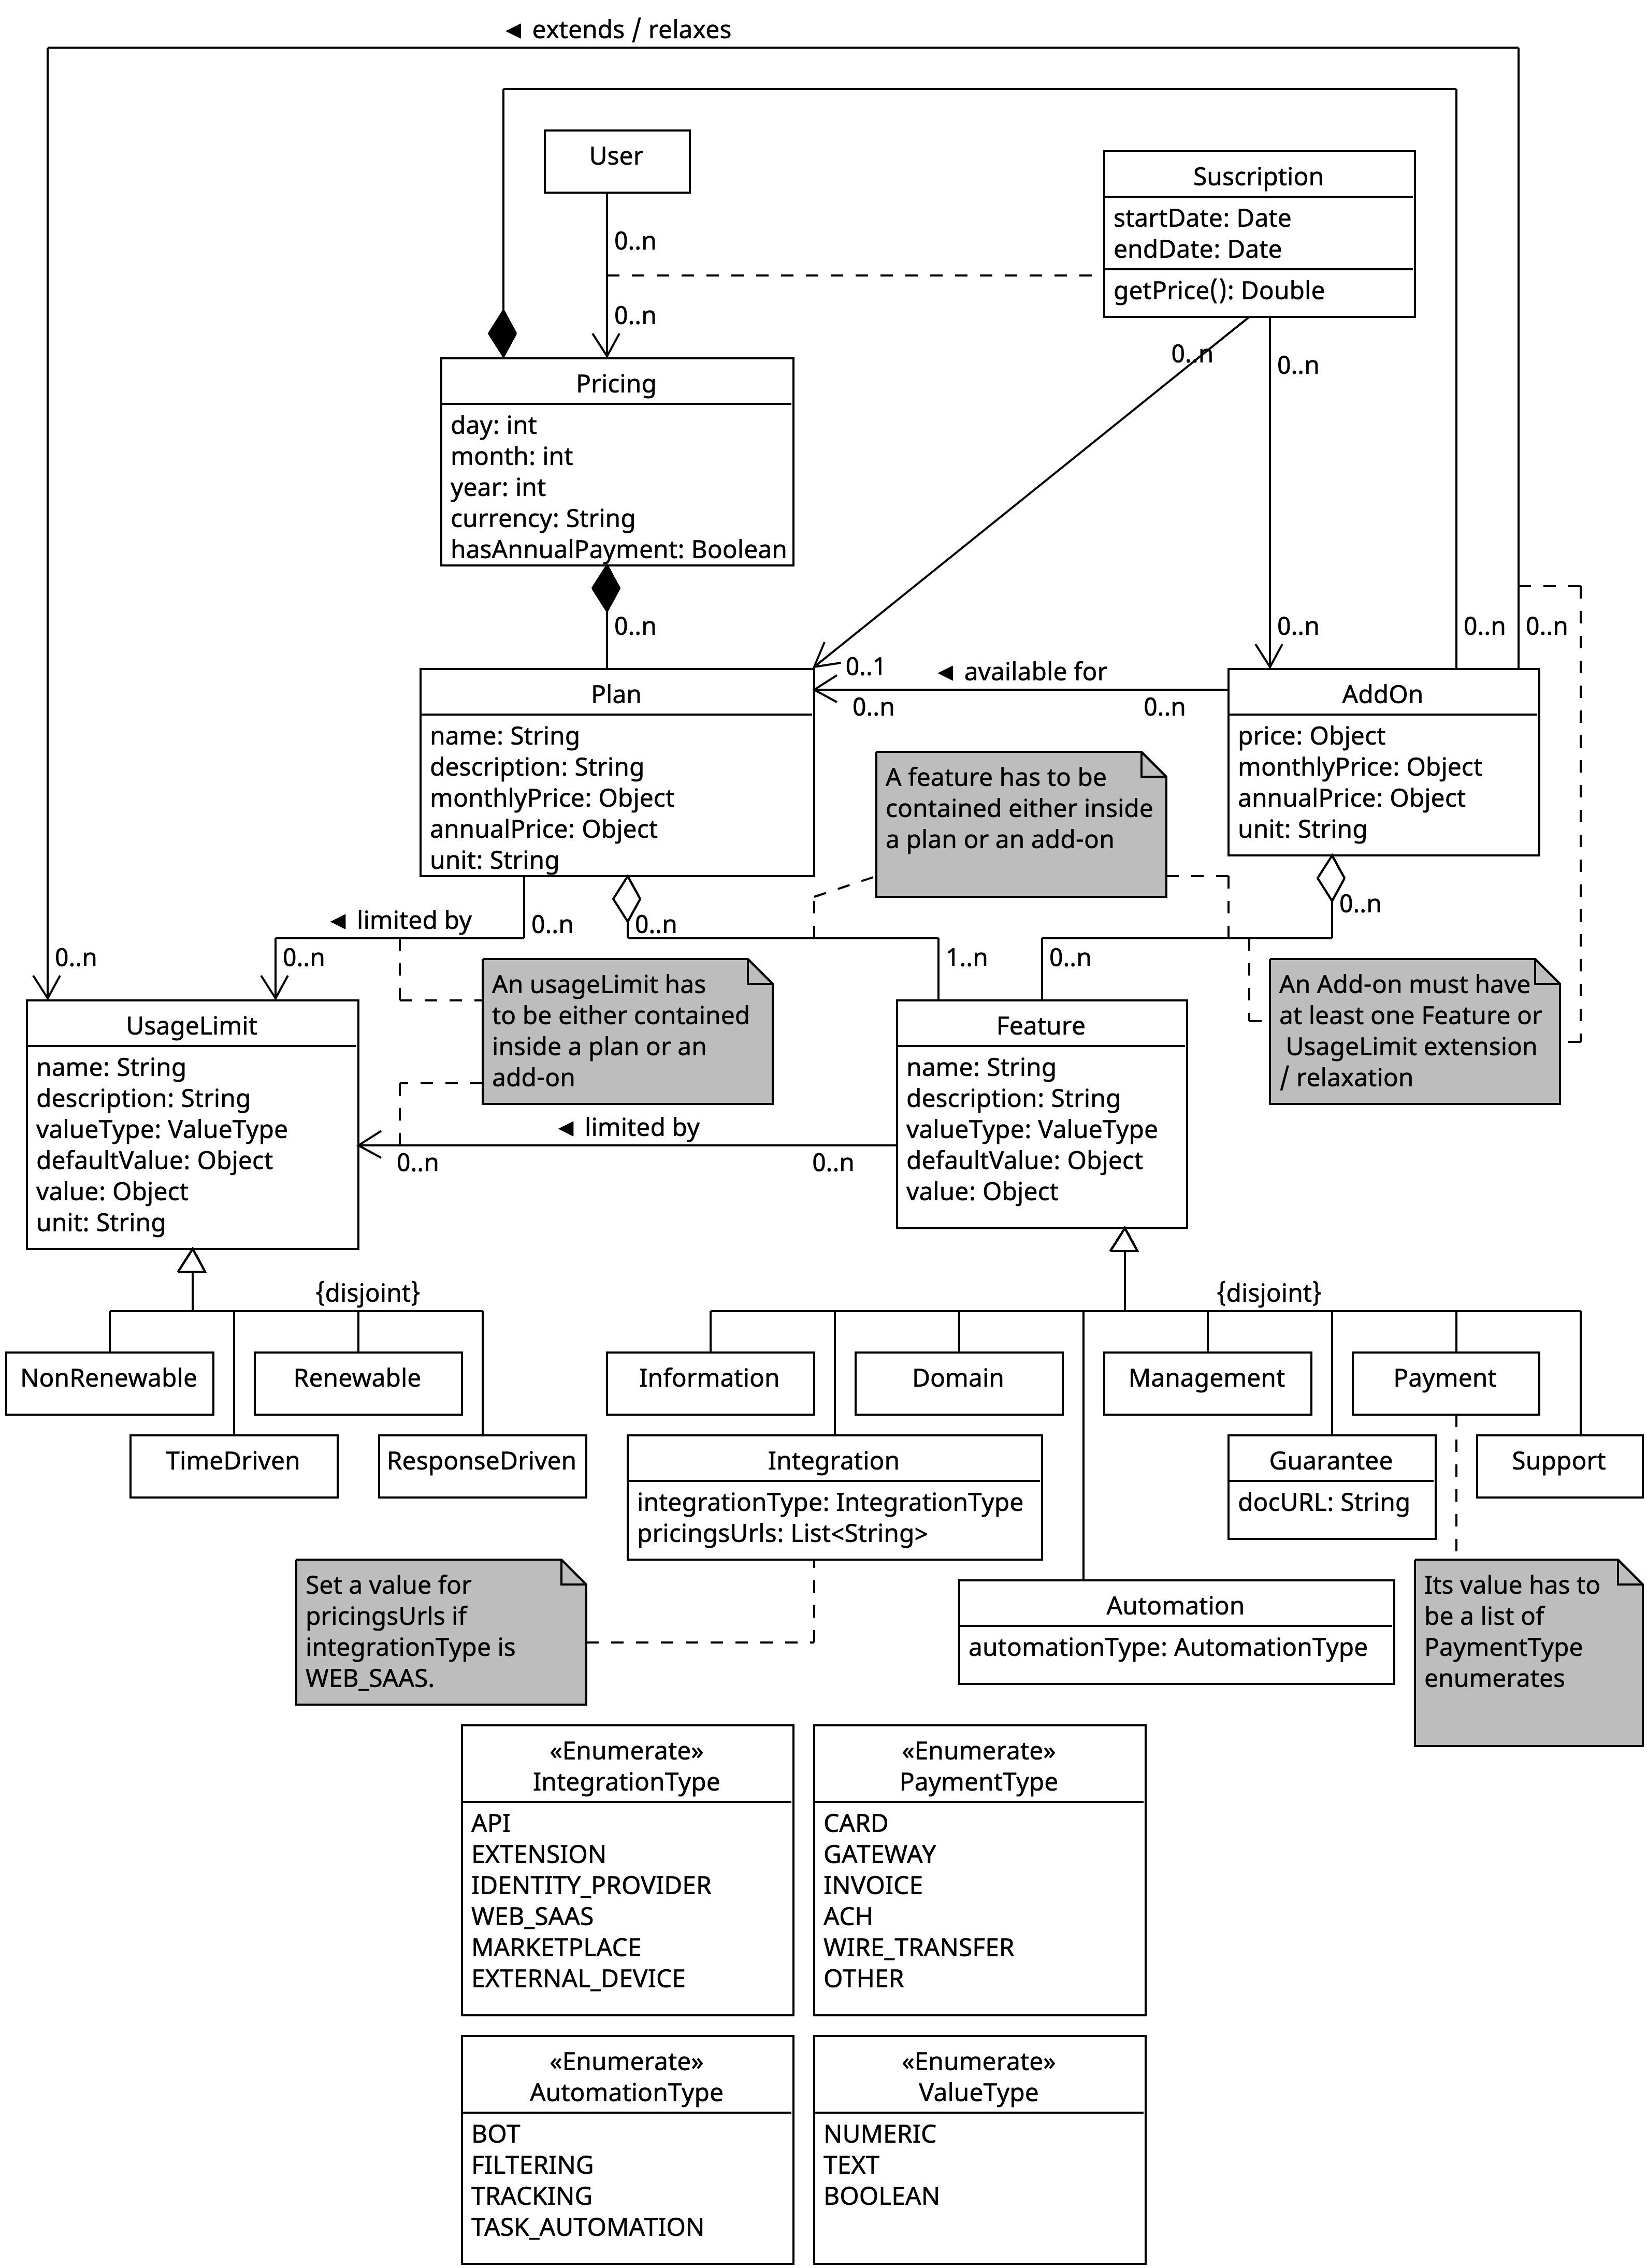 ◄ extends / relaxes
User
Suscription
startDate: Date
endDate: Date
getPrice(): Double
0..n
0..n
0..n
0..n
Pricing
day: int
month: int
year: int
currency: String
hasAnnualPayment: Boolean
0..n
0..n
0..n
0..n
0..1
◄ available for
0..n
0..n
Plan
name: String
description: String
monthlyPrice: Object
annualPrice: Object
unit: String
AddOn
price: Object
monthlyPrice: Object
annualPrice: Object
unit: String
A feature has to be
contained either inside
a plan or an add-on
◄ limited by
0..n
0..n
0..n
0..n
0..n
1..n
0..n
An usageLimit has
to be either contained
inside a plan or an
add-on
An Add-on must have
at least one Feature or
UsageLimit extension
/ relaxation
UsageLimit
name: String
description: String
valueType: ValueType
defaultValue: Object
value: Object
unit: String
◄ limited by
0..n
0..n
Feature
name: String
description: String
valueType: ValueType
defaultValue: Object
value: Object
{disjoint}
{disjoint}
NonRenewable
Renewable
Information
Domain
Management
Payment
TimeDriven
ResponseDriven
Integration
integrationType: IntegrationType
pricingsUrls: List<String>
Guarantee
docURL: String
Support
Set a value for
pricingsUrls if
integrationType is
WEB_SAAS.
Automation
automationType: AutomationType
Its value has to
be a list of
PaymentType
enumerates
«Enumerate»
IntegrationType
API
EXTENSION
IDENTITY_PROVIDER
WEB_SAAS
MARKETPLACE
EXTERNAL_DEVICE
«Enumerate»
PaymentType
CARD
GATEWAY
INVOICE
ACH
WIRE_TRANSFER
OTHER
«Enumerate»
AutomationType
BOT
FILTERING
TRACKING
TASK_AUTOMATION
«Enumerate»
ValueType
NUMERIC
TEXT
BOOLEAN